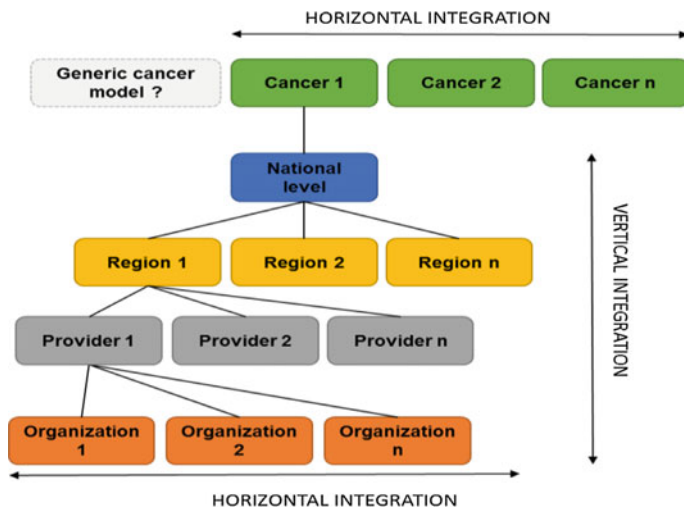 HORIZONTAL INTEGRATION
Generic cancer
model ?
Cancer 1
Cancer 2
Cancer n
National
level
VERTICAL INTEGRATION
Region 1
Region 2
Region n
Provider 1
Provider 2
Provider n
Organization
1
Organization
2
Organization
n
HORIZONTAL INTEGRATION